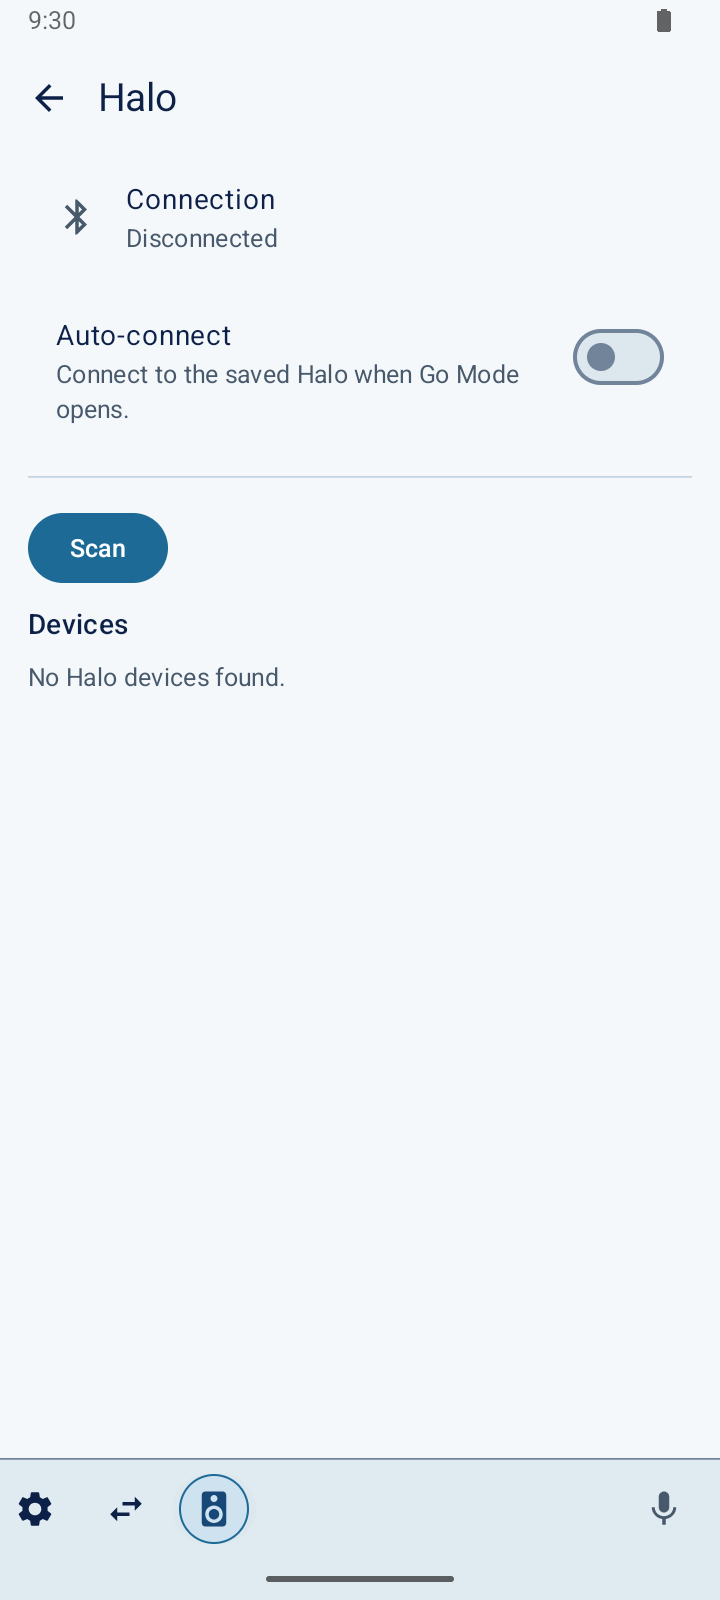 9:30
Halo
Connection
Disconnected
Auto-connect
Connect to the saved Halo when Go Mode
opens.
Scan
Devices
No Halo devices found.